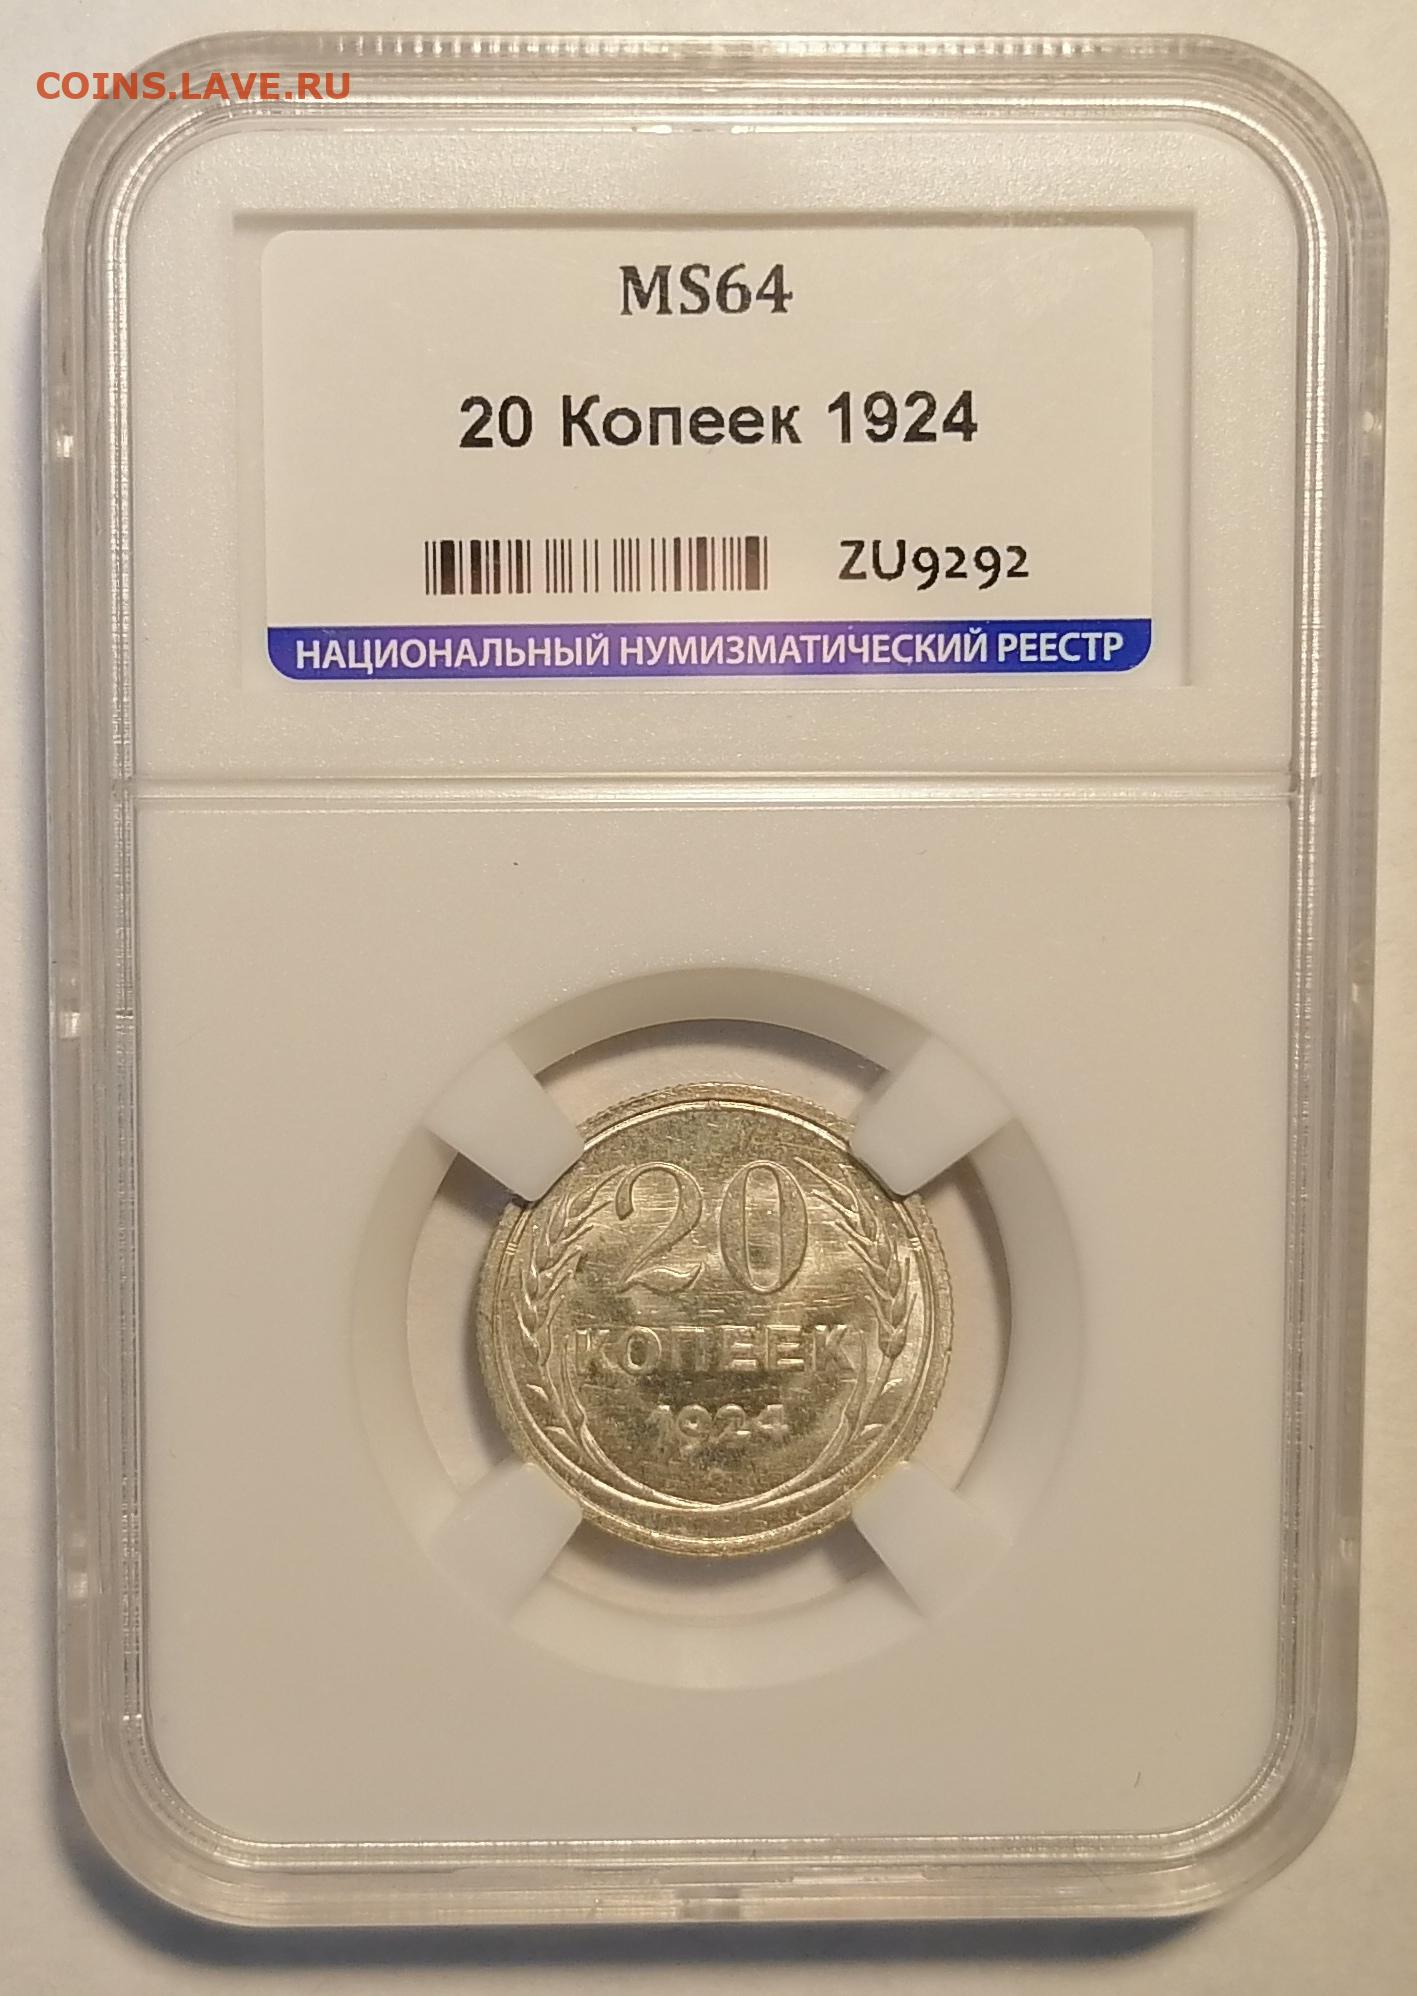 COINS.LAVE.RU
MS64
20 Копеек 1924
ZU9292
НАЦИОНАЛЬНЫЙ НУМИЗМАТИЧЕСКИЙ РЕЕСТР
20
КОПЕЕК
1924